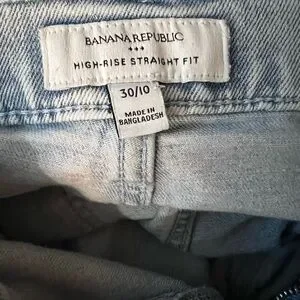 BANANA REPUBLIC
HIGH-RISE STRAIGHT FIT
30/10
MADE IN
BANGLADESH